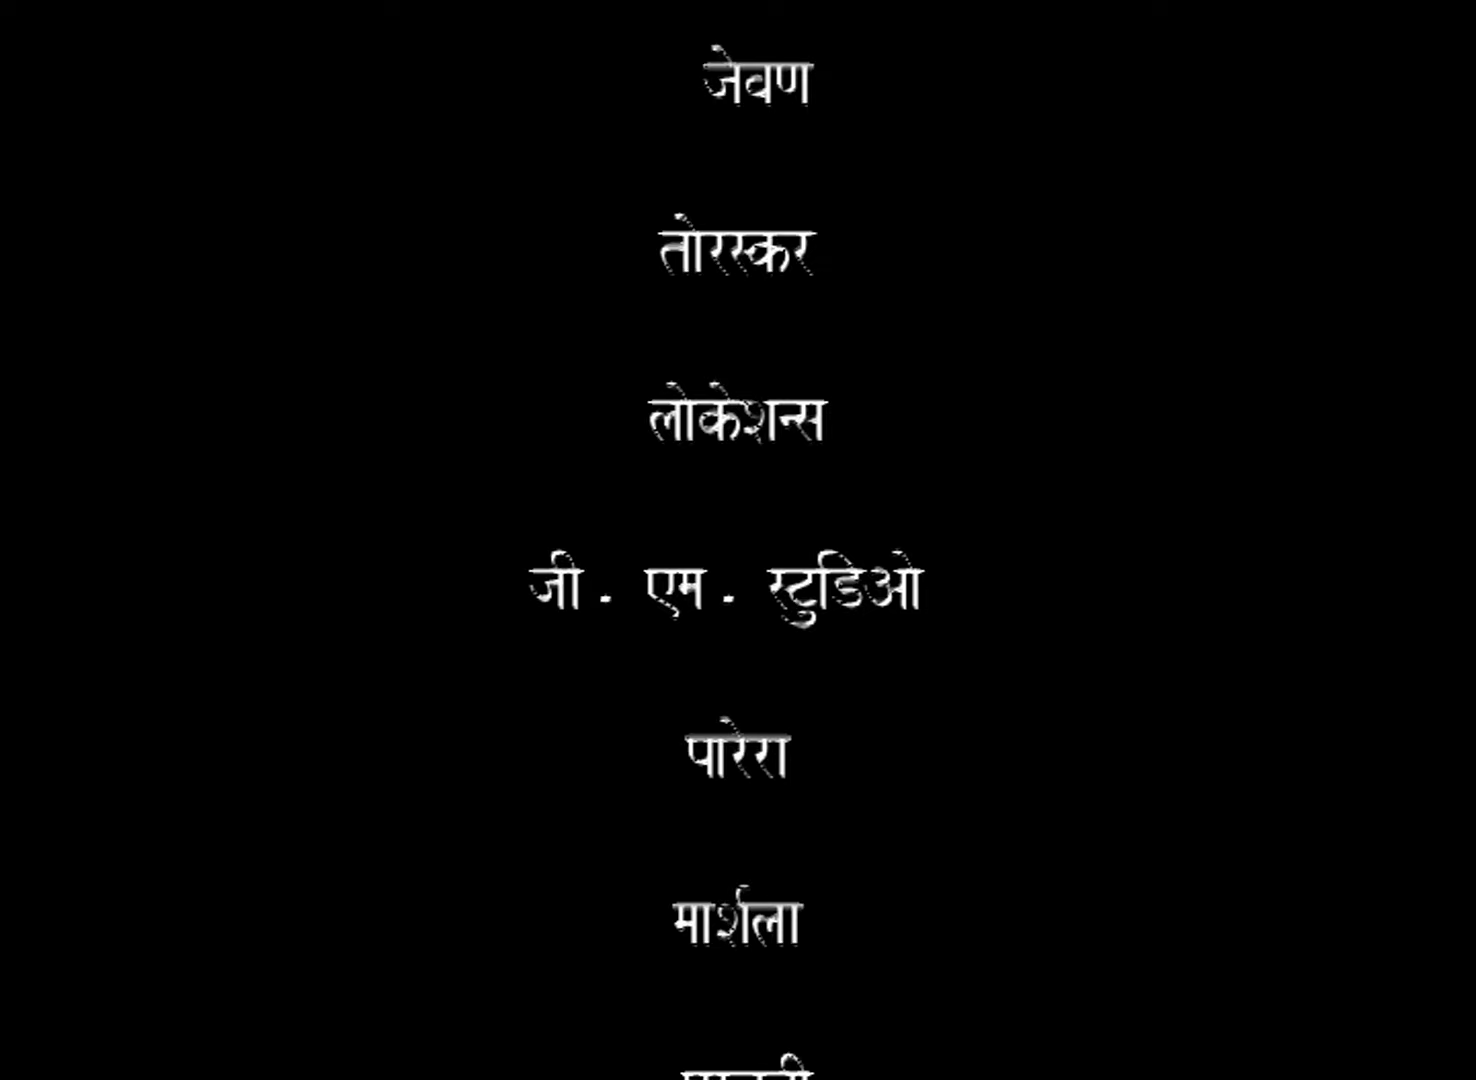 जेवण
तोरस्कर
लोकेशन्स
जी . एम . स्टुडिओ
पारेरा
मार्शला